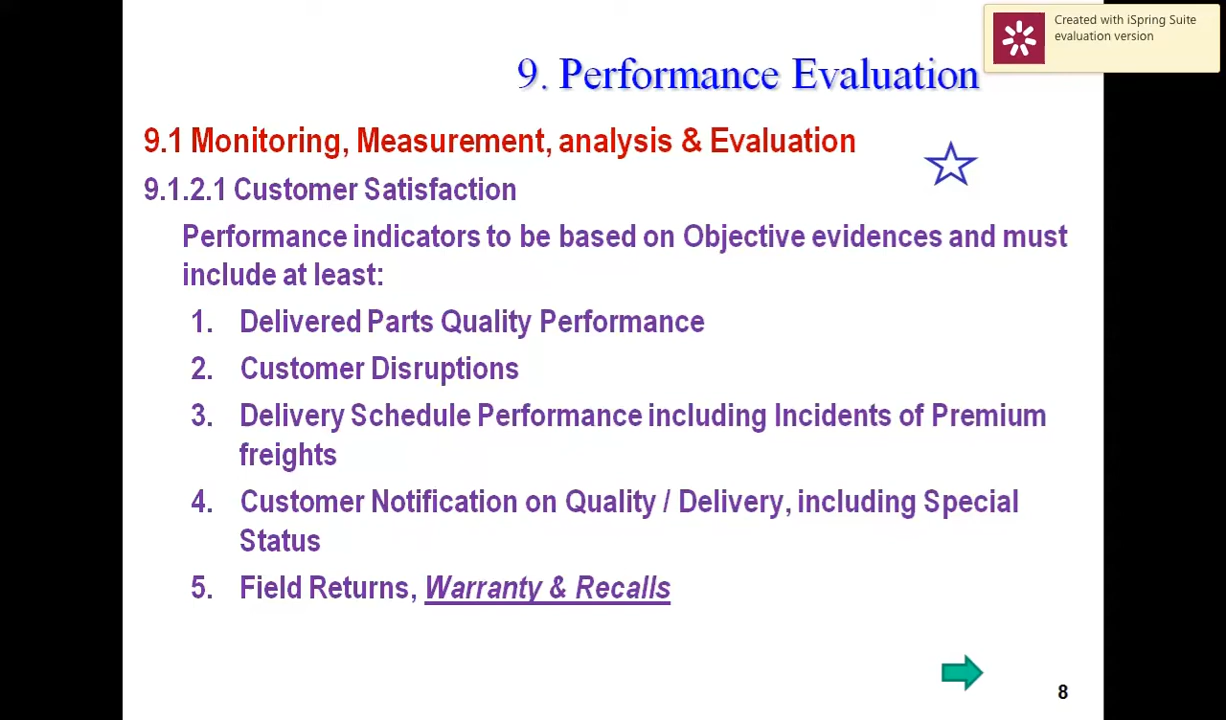 Created with iSpring Suite
evaluation version
9. Performance Evaluation
9.1 Monitoring, Measurement, analysis & Evaluation
9.1.2.1 Customer Satisfaction
Performance indicators to be based on Objective evidences and must
include at least:
1. Delivered Parts Quality Performance
2. Customer Disruptions
3. Delivery Schedule Performance including Incidents of Premium
freights
4. Customer Notification on Quality / Delivery, including Special
Status
5. Field Returns, Warranty & Recalls
8